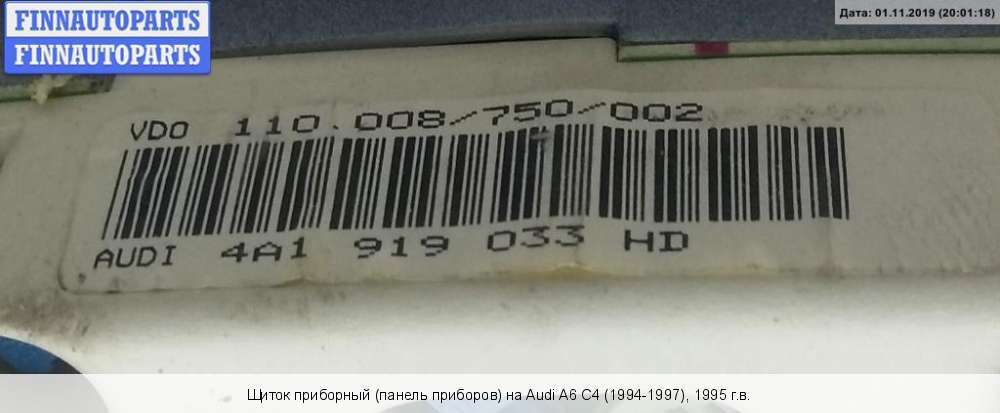 FINNAUTOPARTS
FINNAUTOPARTS
Дата: 01.11.2019 (20:01:18)
VDO 110.008/750/002
AUDI 4A1 919 033 HD
Щиток приборный (панель приборов) на Audi A6 C4 (1994-1997), 1995 г.в.